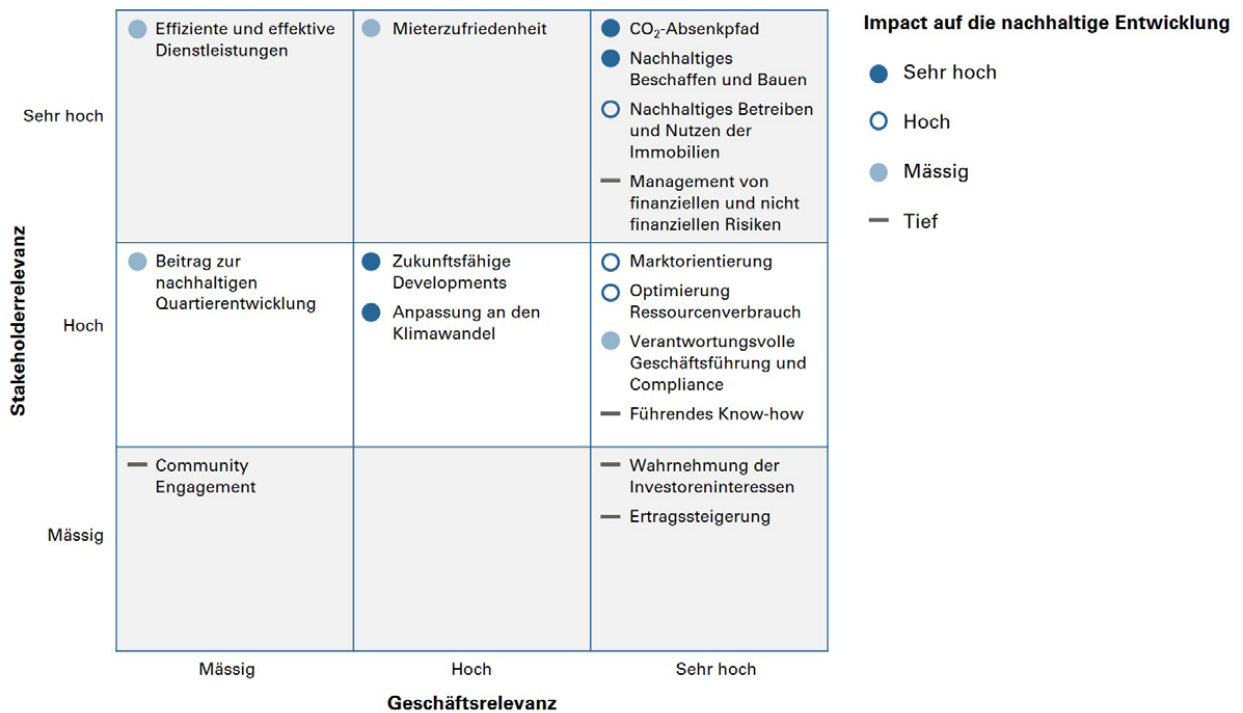 Effiziente und effektive
Dienstleistungen
Mieterzufriedenheit
CO₂-Absenkpfad
Nachhaltiges
Beschaffen und Bauen
Nachhaltiges Betreiben
und Nutzen der
Immobilien
Management von
finanziellen und nicht
finanziellen Risiken
Sehr hoch
Beitrag zur
nachhaltigen
Quartierentwicklung
Zukunftsfähige
Developments
Anpassung an den
Klimawandel
Marktorientierung
Optimierung
Ressourcenverbrauch
Verantwortungsvolle
Geschäftsführung und
Compliance
Führendes Know-how
Hoch
Community
Engagement
Wahrnehmung der
Investoreninteressen
Ertragssteigerung
Mässig
Stakeholderrelevanz
Mässig
Hoch
Sehr hoch
Geschäftsrelevanz
Impact auf die nachhaltige Entwicklung
Sehr hoch
Hoch
Mässig
Tief